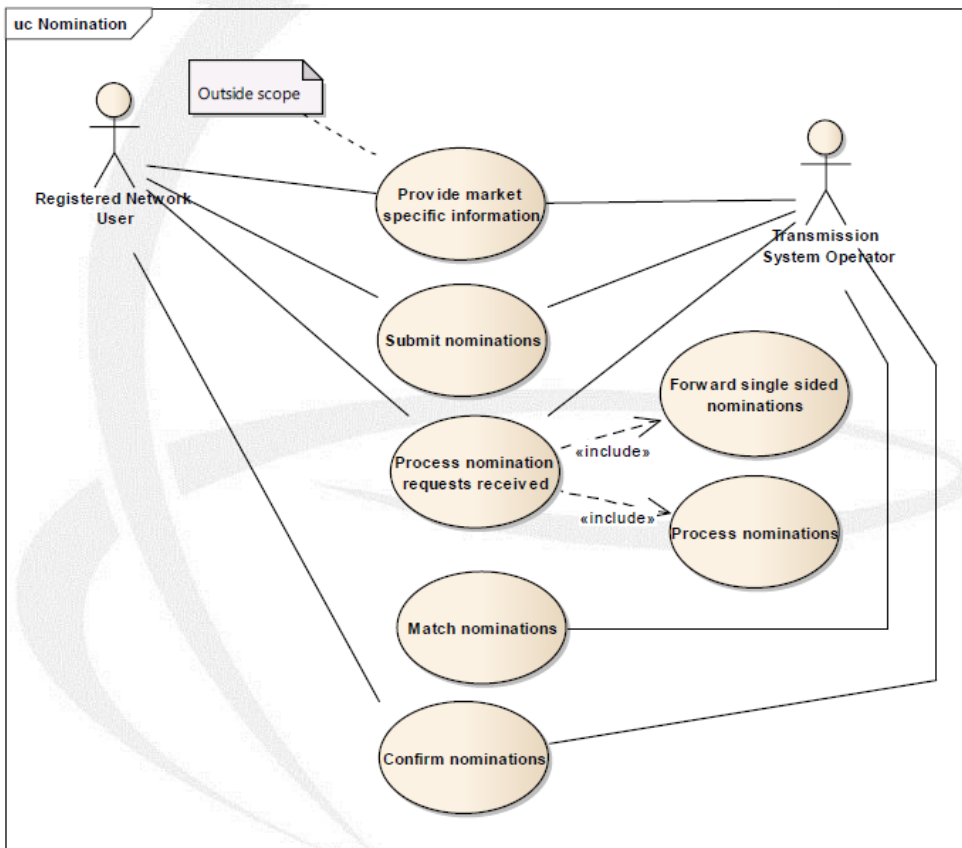 uc Nomination
Outside scope
Registered Network
User
Provide market
specific information
Transmission
System Operator
Submit nominations
Forward single sided
nominations
«include»
Process nomination
requests received
«include»
Process nominations
Match nominations
Confirm nominations